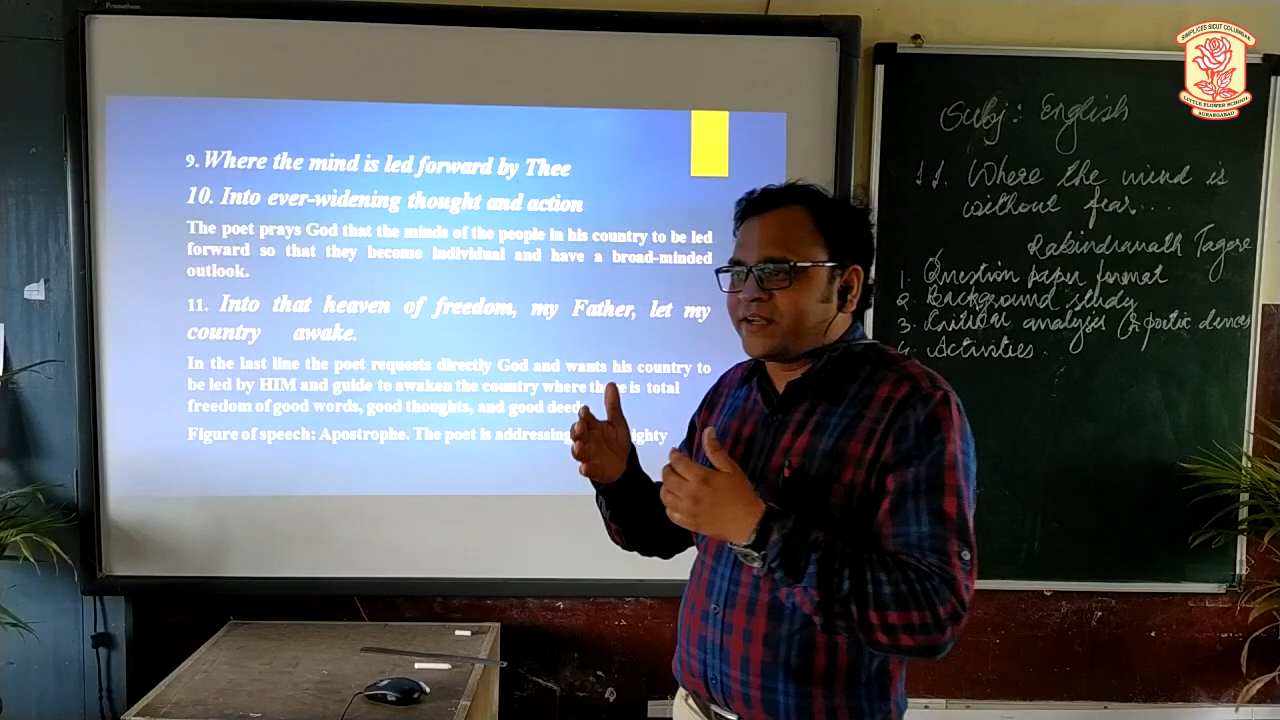 Promethean
9. Where the mind is led forward by Thee
10. Into ever-widening thought and action
The poet prays God that the minds of the people in his country to be led
forward so that they become individual and have a broad-minded
outlook.
11. Into that heaven of freedom, my Father, let my
country awake.
In the last line the poet requests directly God and wants his country to
be led by HIM and guide to awaken the country where there is total
freedom of good words, good thoughts, and good deed
Figure of speech: Apostrophe. The poet is addressing ighty
Subj: English
11. Where the mind is
without fear...
Rabindranath Tagore
1. Question paper format
2. Background study
3. Critical analyses (& poetic devices
4. Activities.
SIMPLICES SICUT COLUMBAE
LITTLE FLOWER SCHOOL
AURANGABAD